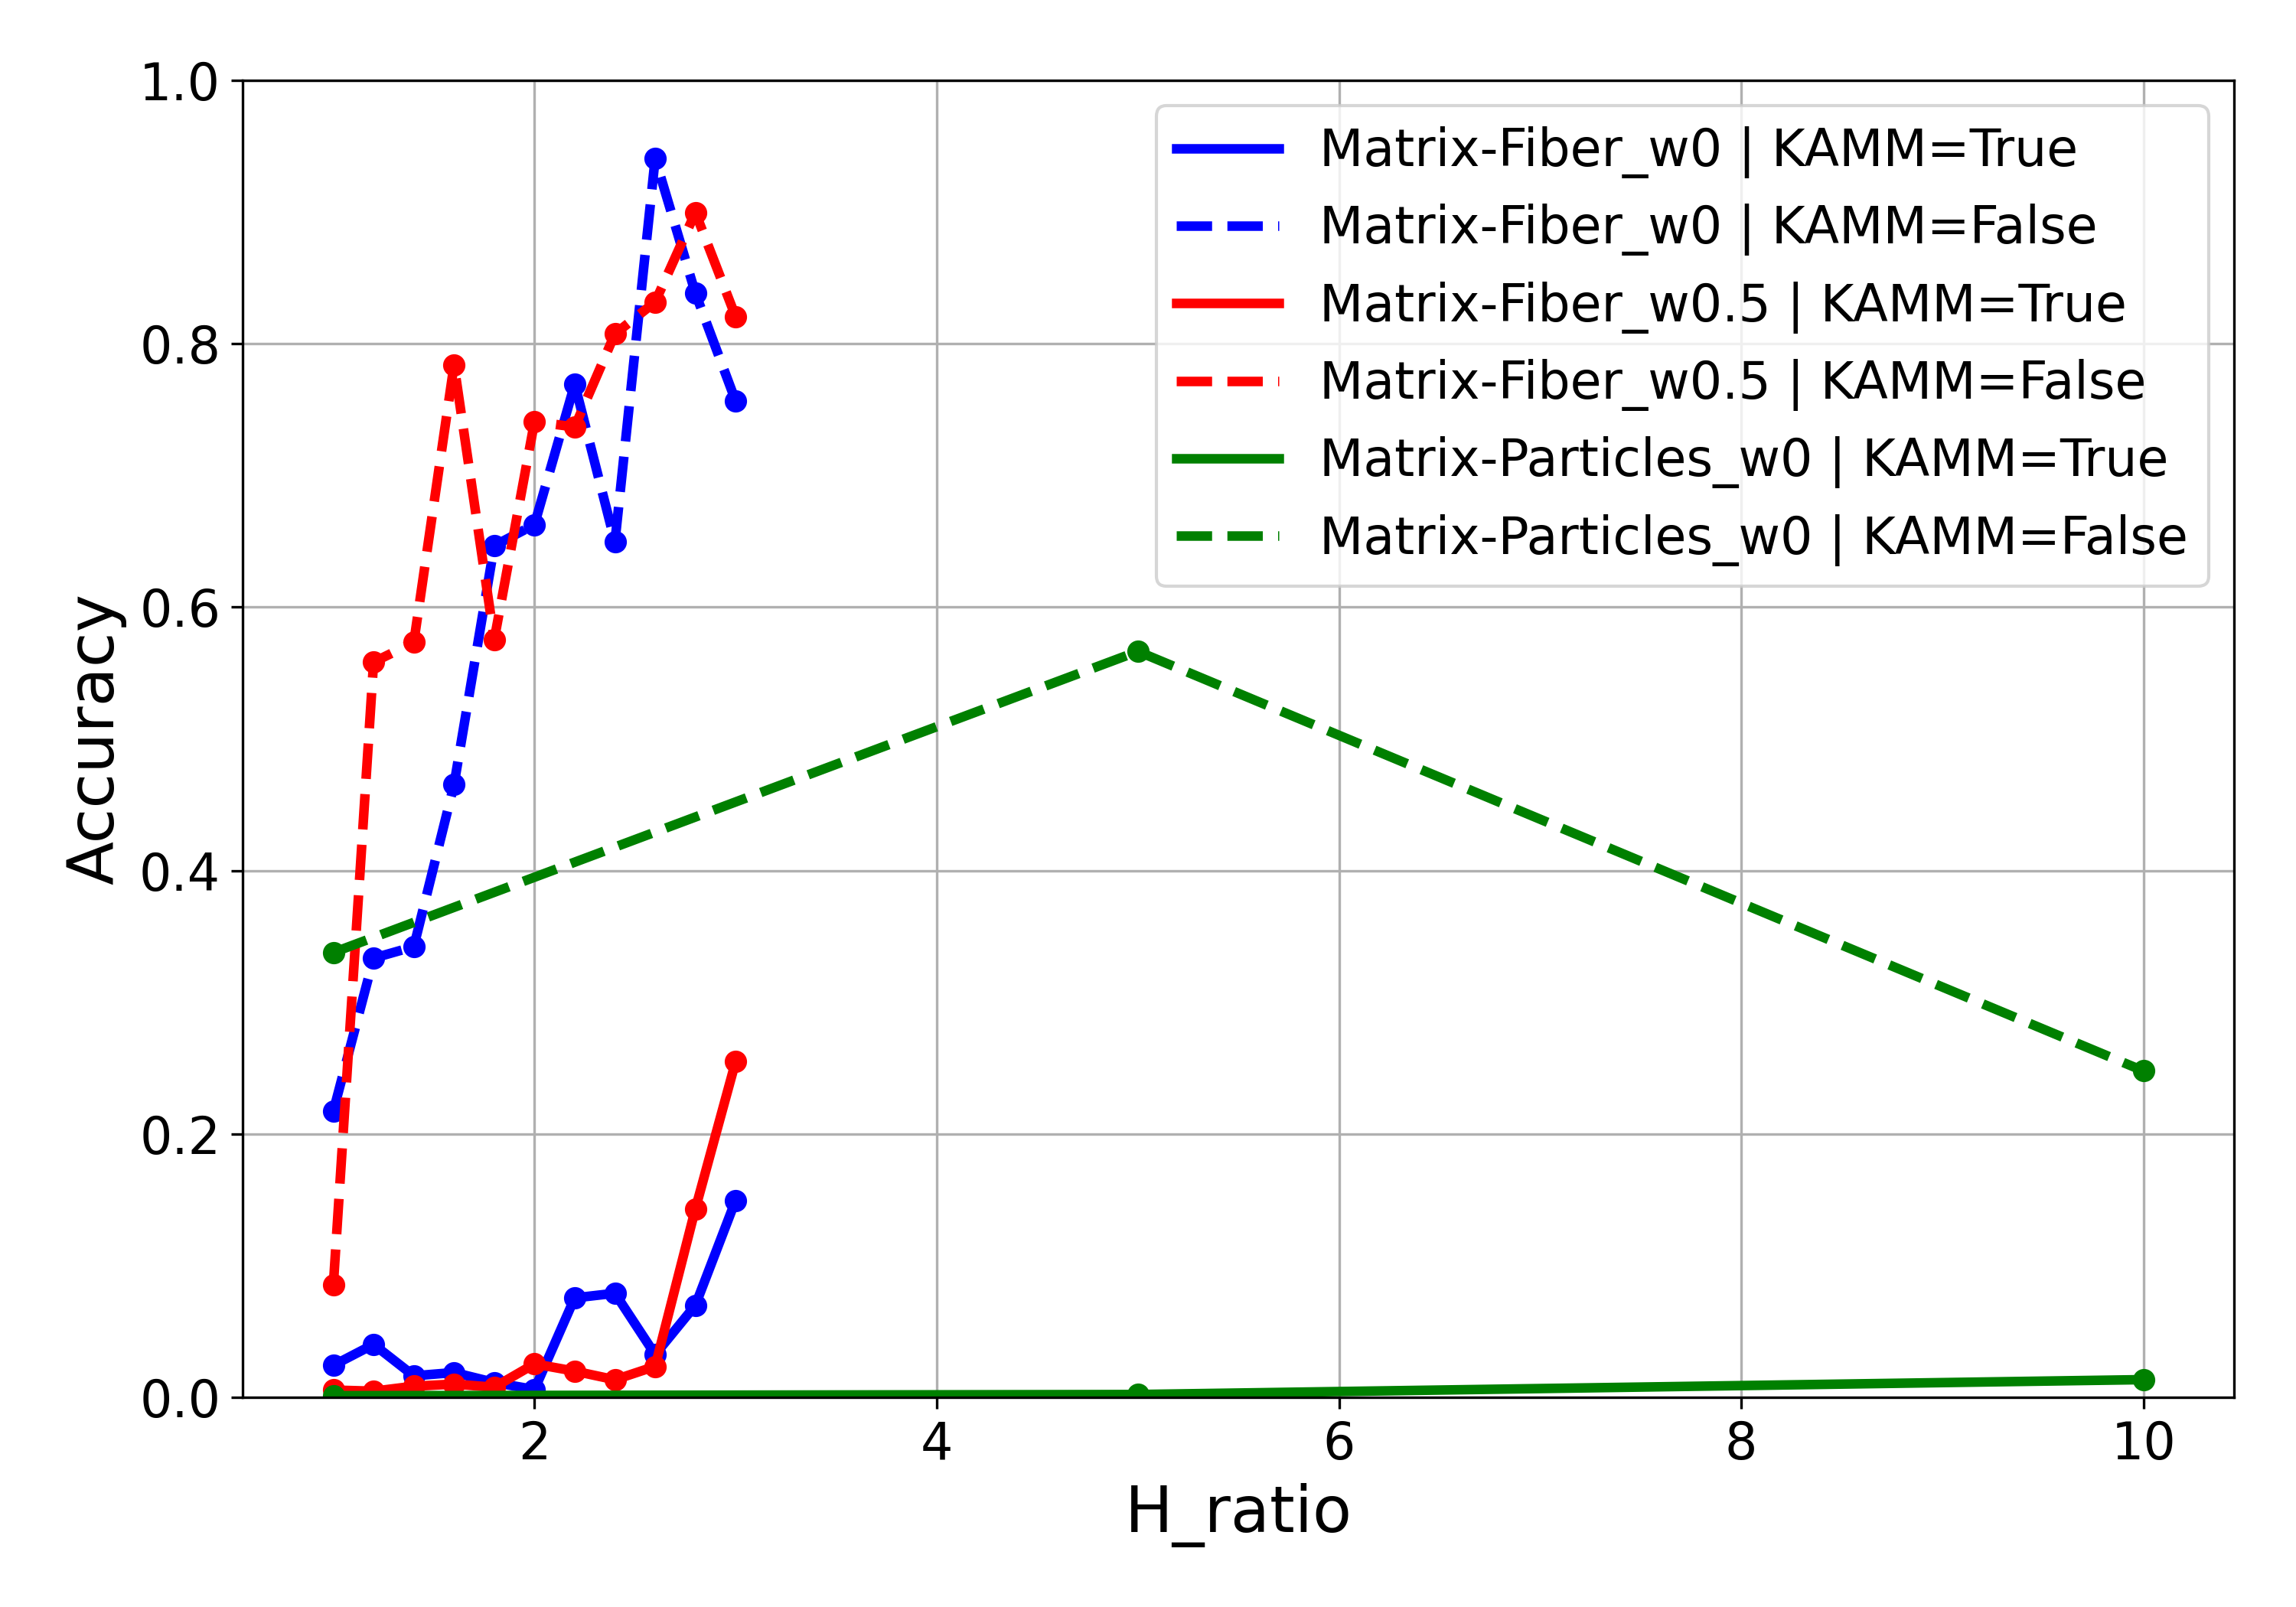 1.0
0.8
0.6
0.4
0.2
0.0
Accuracy
Matrix-Fiber_w0 | KAMM=True
Matrix-Fiber_w0 | KAMM=False
Matrix-Fiber_w0.5 | KAMM=True
Matrix-Fiber_w0.5 | KAMM=False
Matrix-Particles_w0 | KAMM=True
Matrix-Particles_w0 | KAMM=False
2 4 6 8 10
H_ratio